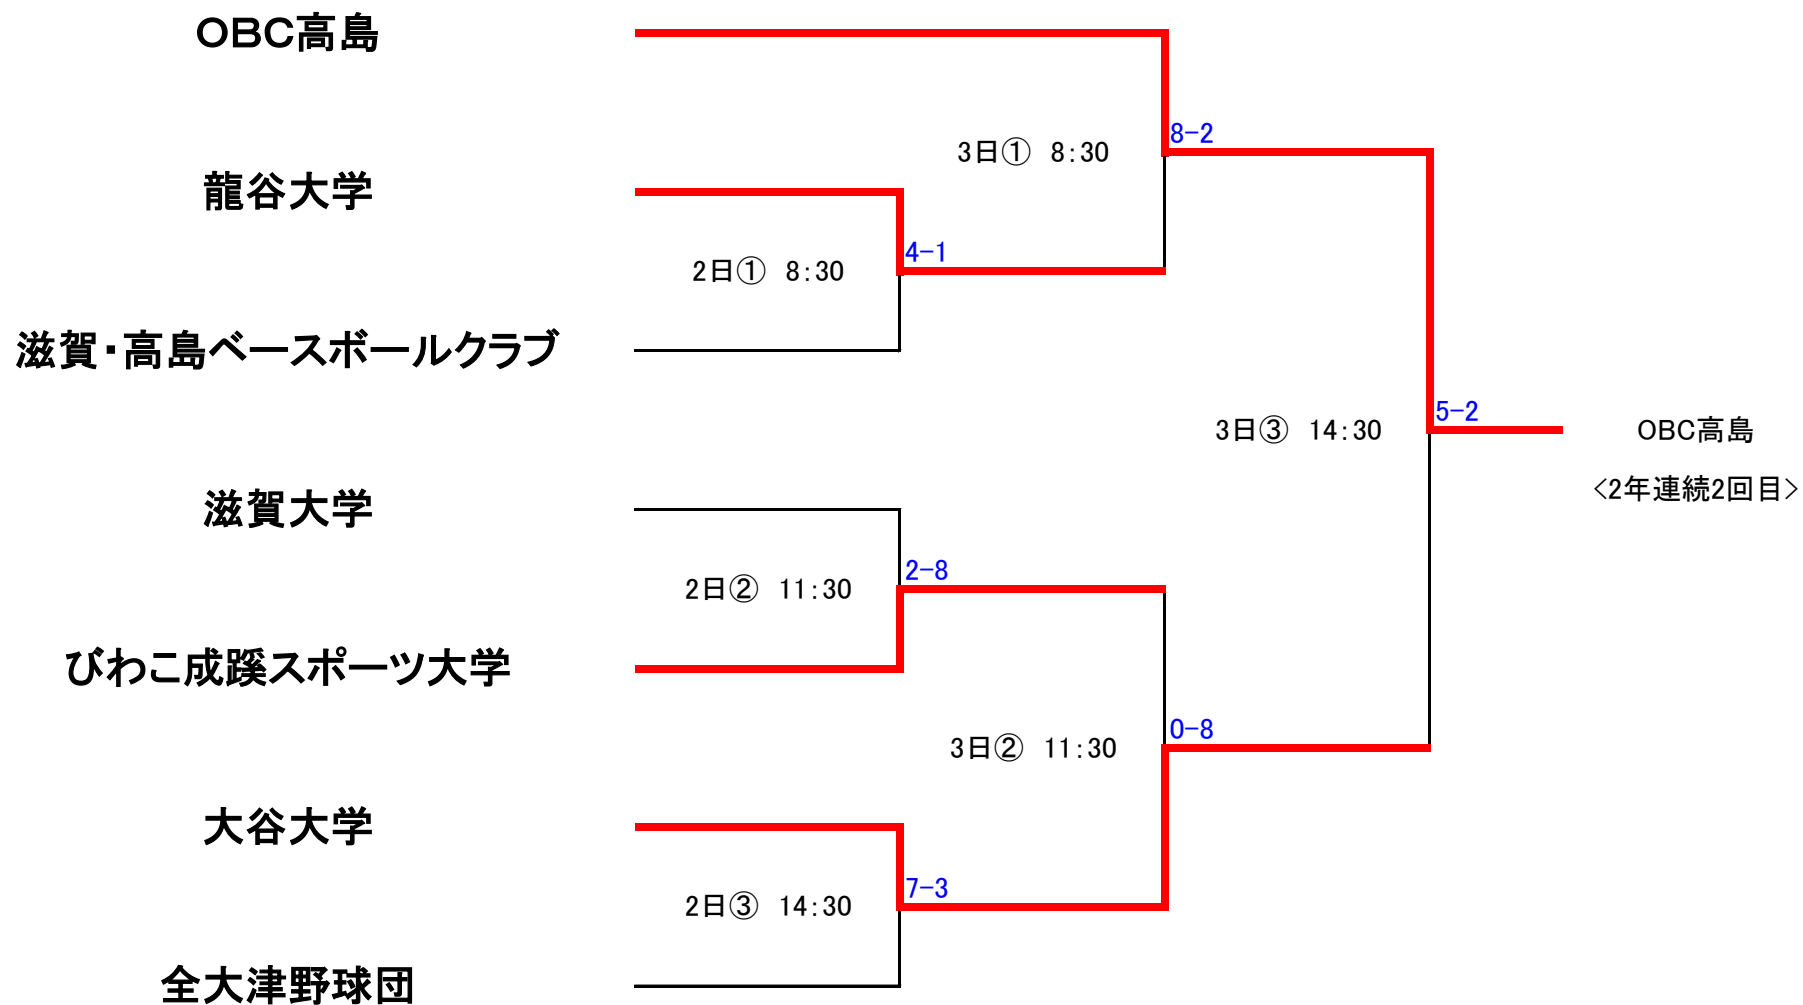 OBC高島
8-2
3日① 8:30
龍谷大学
4-1
2日① 8:30
滋賀・高島ベースボールクラブ
5-2
3日③ 14:30
OBC高島
<2年連続2回目>
滋賀大学
2-8
2日② 11:30
びわこ成蹊スポーツ大学
0-8
3日② 11:30
大谷大学
7-3
2日③ 14:30
全大津野球団